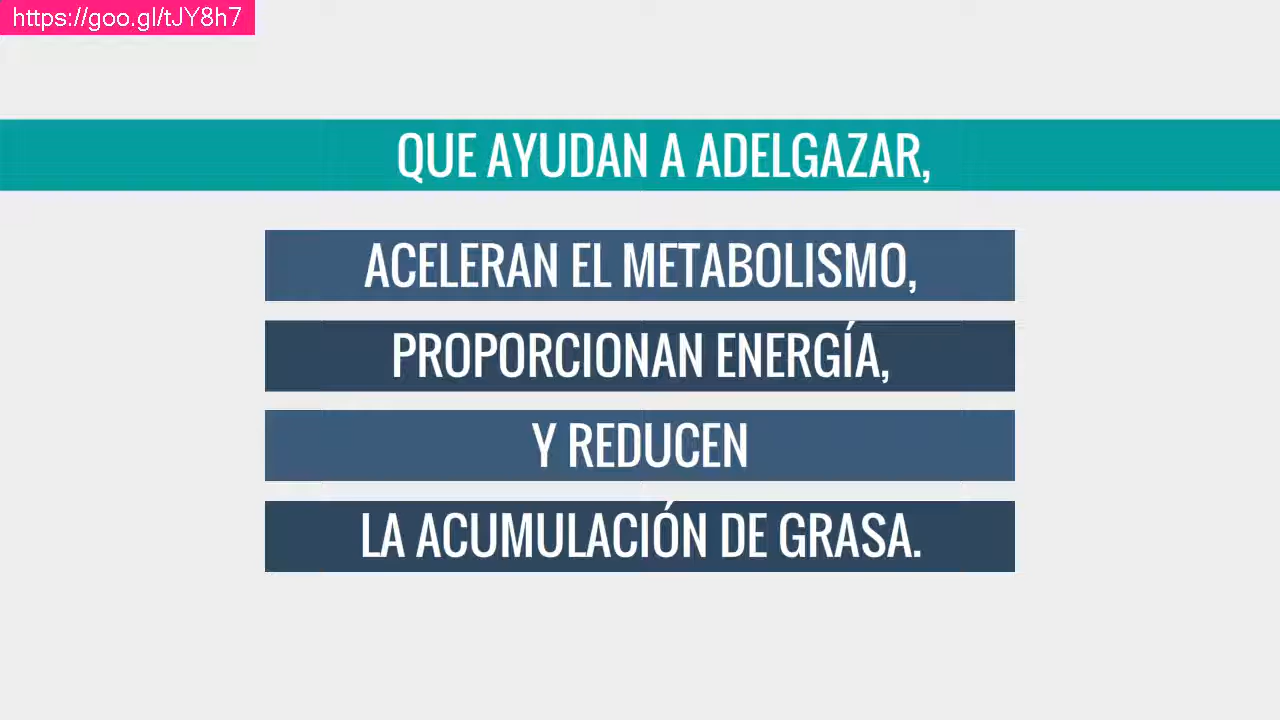 https://goo.gl/tJY8h7
QUE AYUDAN A ADELGAZAR,
ACELERAN EL METABOLISMO,
PROPORCIONAN ENERGÍA,
Y REDUCEN
LA ACUMULACIÓN DE GRASA.